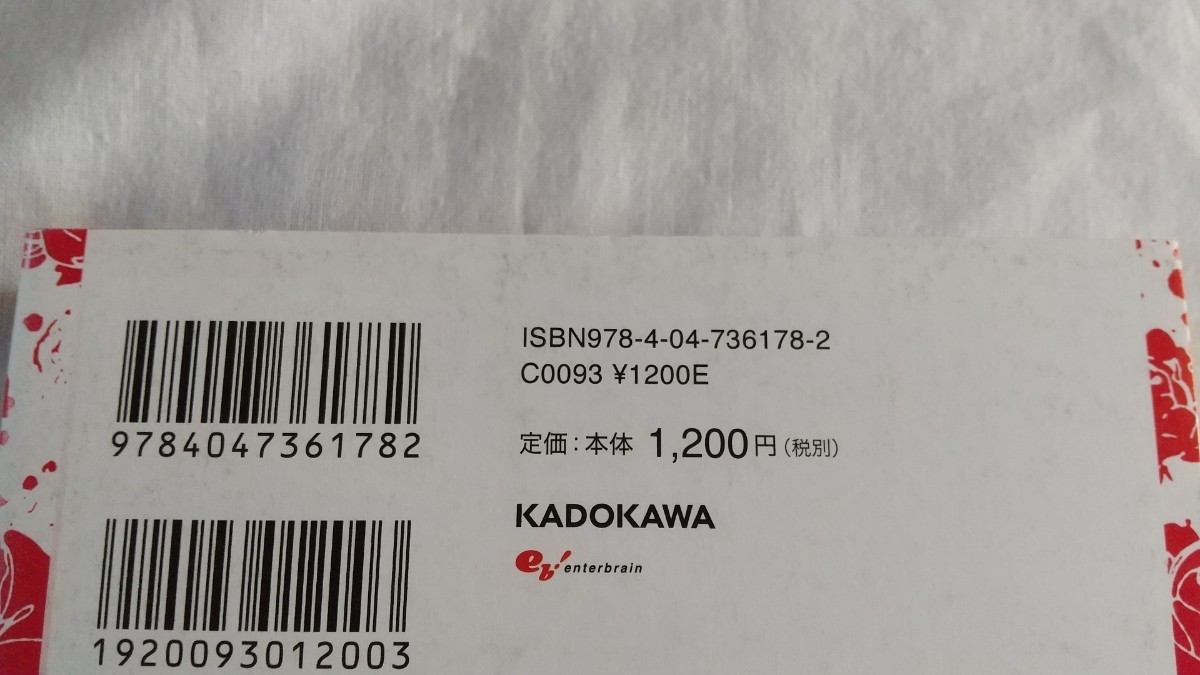 9784047361782
1920093012003
ISBN978-4-04-736178-2
C0093 ¥1200E
定価:本体 1,200円(税別)
KADOKAWA
eb! enterbrain